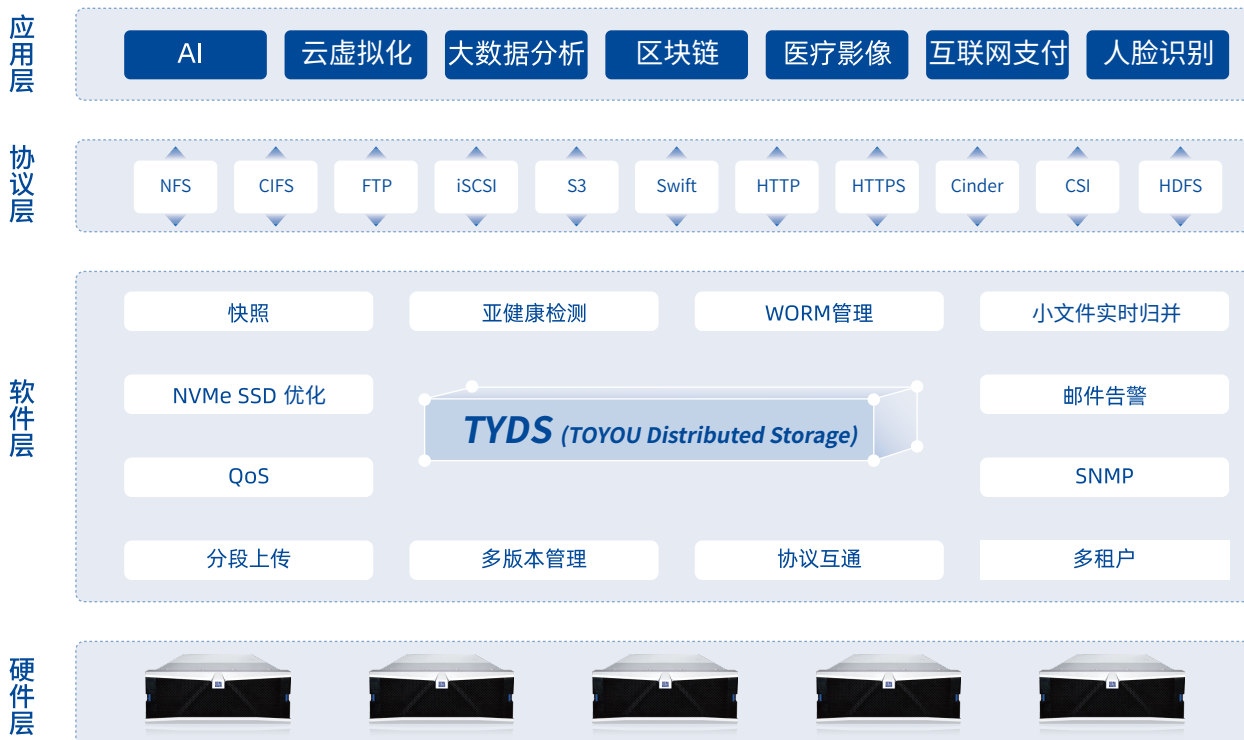 应用层
AI
云虚拟化
大数据分析
区块链
医疗影像
互联网支付
人脸识别
协议层
NFS
CIFS
FTP
iSCSI
S3
Swift
HTTP
HTTPS
Cinder
CSI
HDFS
软件层
快照
亚健康检测
WORM管理
小文件实时归并
NVMe SSD 优化
TYDS (TOYOU Distributed Storage)
邮件告警
QoS
SNMP
分段上传
多版本管理
协议互通
多租户
硬件层